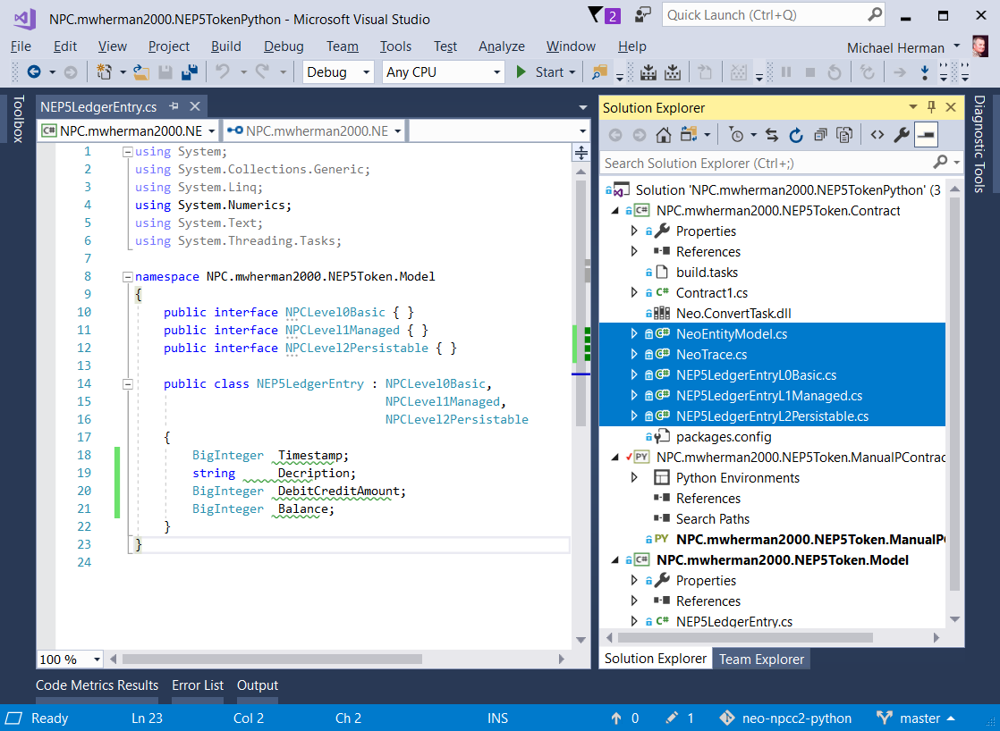 NPC.mwherman2000.NEP5TokenPython - Microsoft Visual Studio
2
Quick Launch (Ctrl+Q)
File Edit View Project Build Debug Team Tools Test Analyze Window Help
Michael Herman
Debug Any CPU Start
Toolbox
NEP5LedgerEntry.cs
C# NPC.mwherman2000.NE NPC.mwherman2000.NE
1 using System;
2 using System.Collections.Generic;
3 using System.Linq;
4 using System.Numerics;
5 using System.Text;
6 using System.Threading.Tasks;
7
8 namespace NPC.mwherman2000.NEP5Token.Model
9 {
10 public interface NPCLevel0Basic { }
11 public interface NPCLevel1Managed { }
12 public interface NPCLevel2Persistable { }
13
14 public class NEP5LedgerEntry : NPCLevel0Basic,
15 NPCLevel1Managed,
16 NPCLevel2Persistable
17 {
18 BigInteger _Timestamp;
19 string _Decription;
20 BigInteger _DebitCreditAmount;
21 BigInteger _Balance;
22 }
23 }
24
100 %
Solution Explorer
Search Solution Explorer (Ctrl+;)
Solution 'NPC.mwherman2000.NEP5TokenPython' (3
C# NPC.mwherman2000.NEP5Token.Contract
Properties
References
build.tasks
C# Contract1.cs
Neo.ConvertTask.dll
C# NeoEntityModel.cs
C# NeoTrace.cs
C# NEP5LedgerEntryL0Basic.cs
C# NEP5LedgerEntryL1Managed.cs
C# NEP5LedgerEntryL2Persistable.cs
packages.config
PY NPC.mwherman2000.NEP5Token.ManualPContrac
Python Environments
References
Search Paths
PY NPC.mwherman2000.NEP5Token.ManualP
C# NPC.mwherman2000.NEP5Token.Model
Properties
References
C# NEP5LedgerEntry.cs
Solution Explorer Team Explorer
Diagnostic Tools
Code Metrics Results Error List Output
Ready Ln 23 Col 2 Ch 2 INS 0 1 neo-npcc2-python master